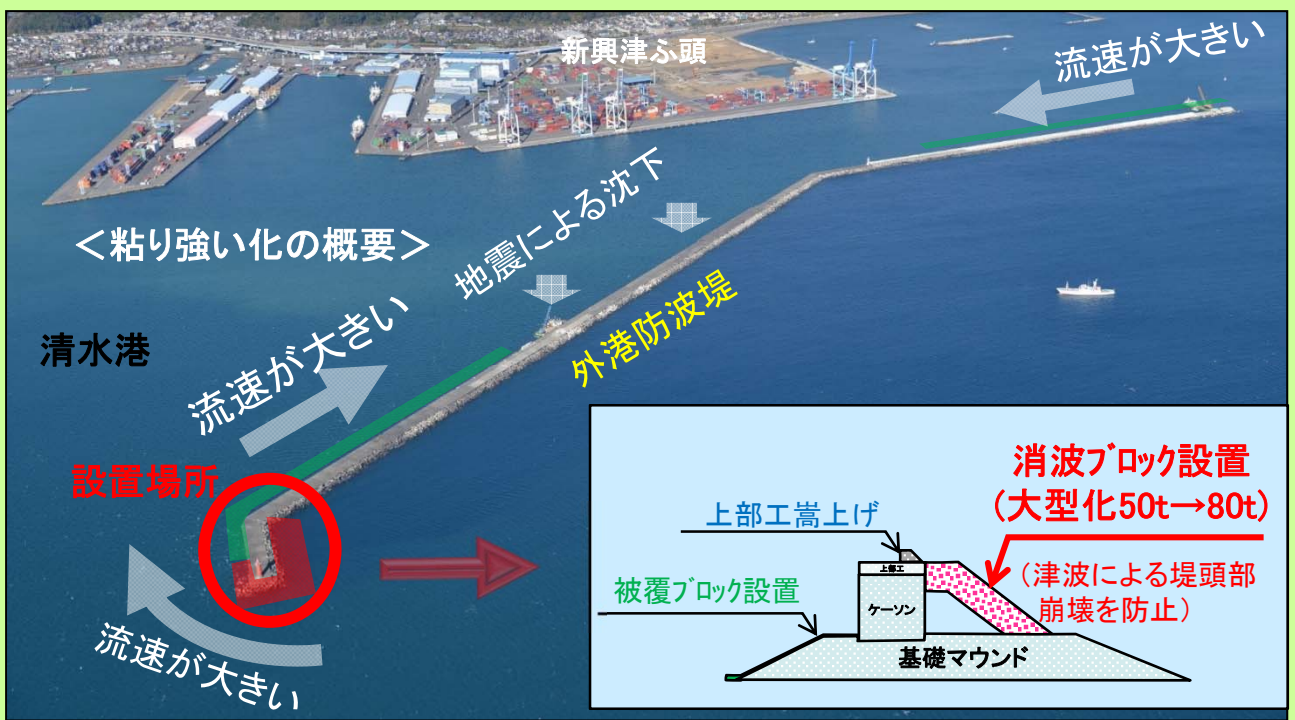 新興津ふ頭
流速が大きい
＜粘り強い化の概要＞
地震による沈下
清水港
流速が大きい
外港防波堤
設置場所
流速が大きい
消波ブロック設置
(大型化50t→80t)
上部工嵩上げ
（津波による堤頭部
崩壊を防止）
被覆ブロック設置
上部工
ケーソン
基礎マウンド